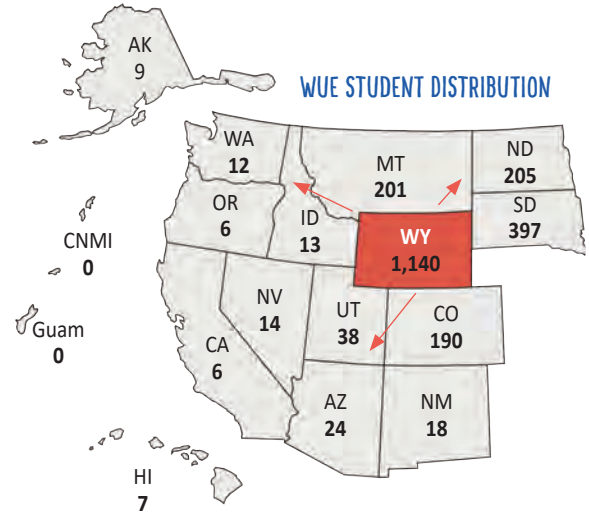 AK
9
WUE STUDENT DISTRIBUTION
WA
12
MT
201
ND
205
OR
6
ID
13
WY
1,140
SD
397
CNMI
0
NV
14
UT
38
CO
190
Guam
0
CA
6
AZ
24
NM
18
HI
7